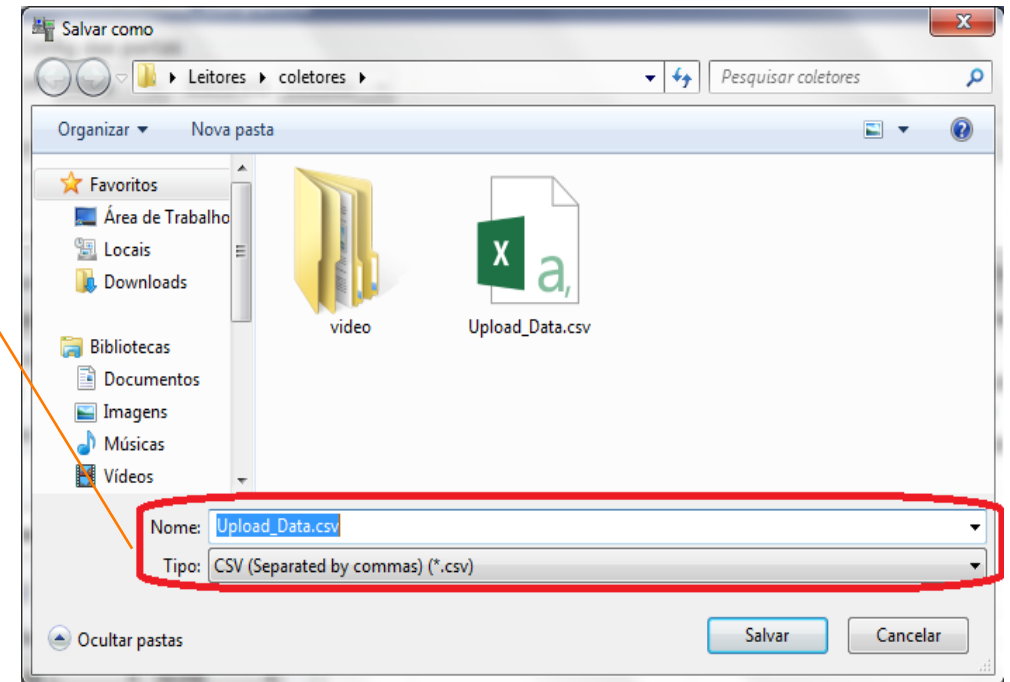 Salvar como
Leitores coletores
Pesquisar coletores
Organizar Nova pasta
Favoritos
Área de Trabalho
Locais
Downloads
Bibliotecas
Documentos
Imagens
Músicas
Vídeos
video
Upload_Data.csv
Nome: Upload_Data.csv
Tipo: CSV (Separated by commas) (*.csv)
Ocultar pastas
Salvar
Cancelar